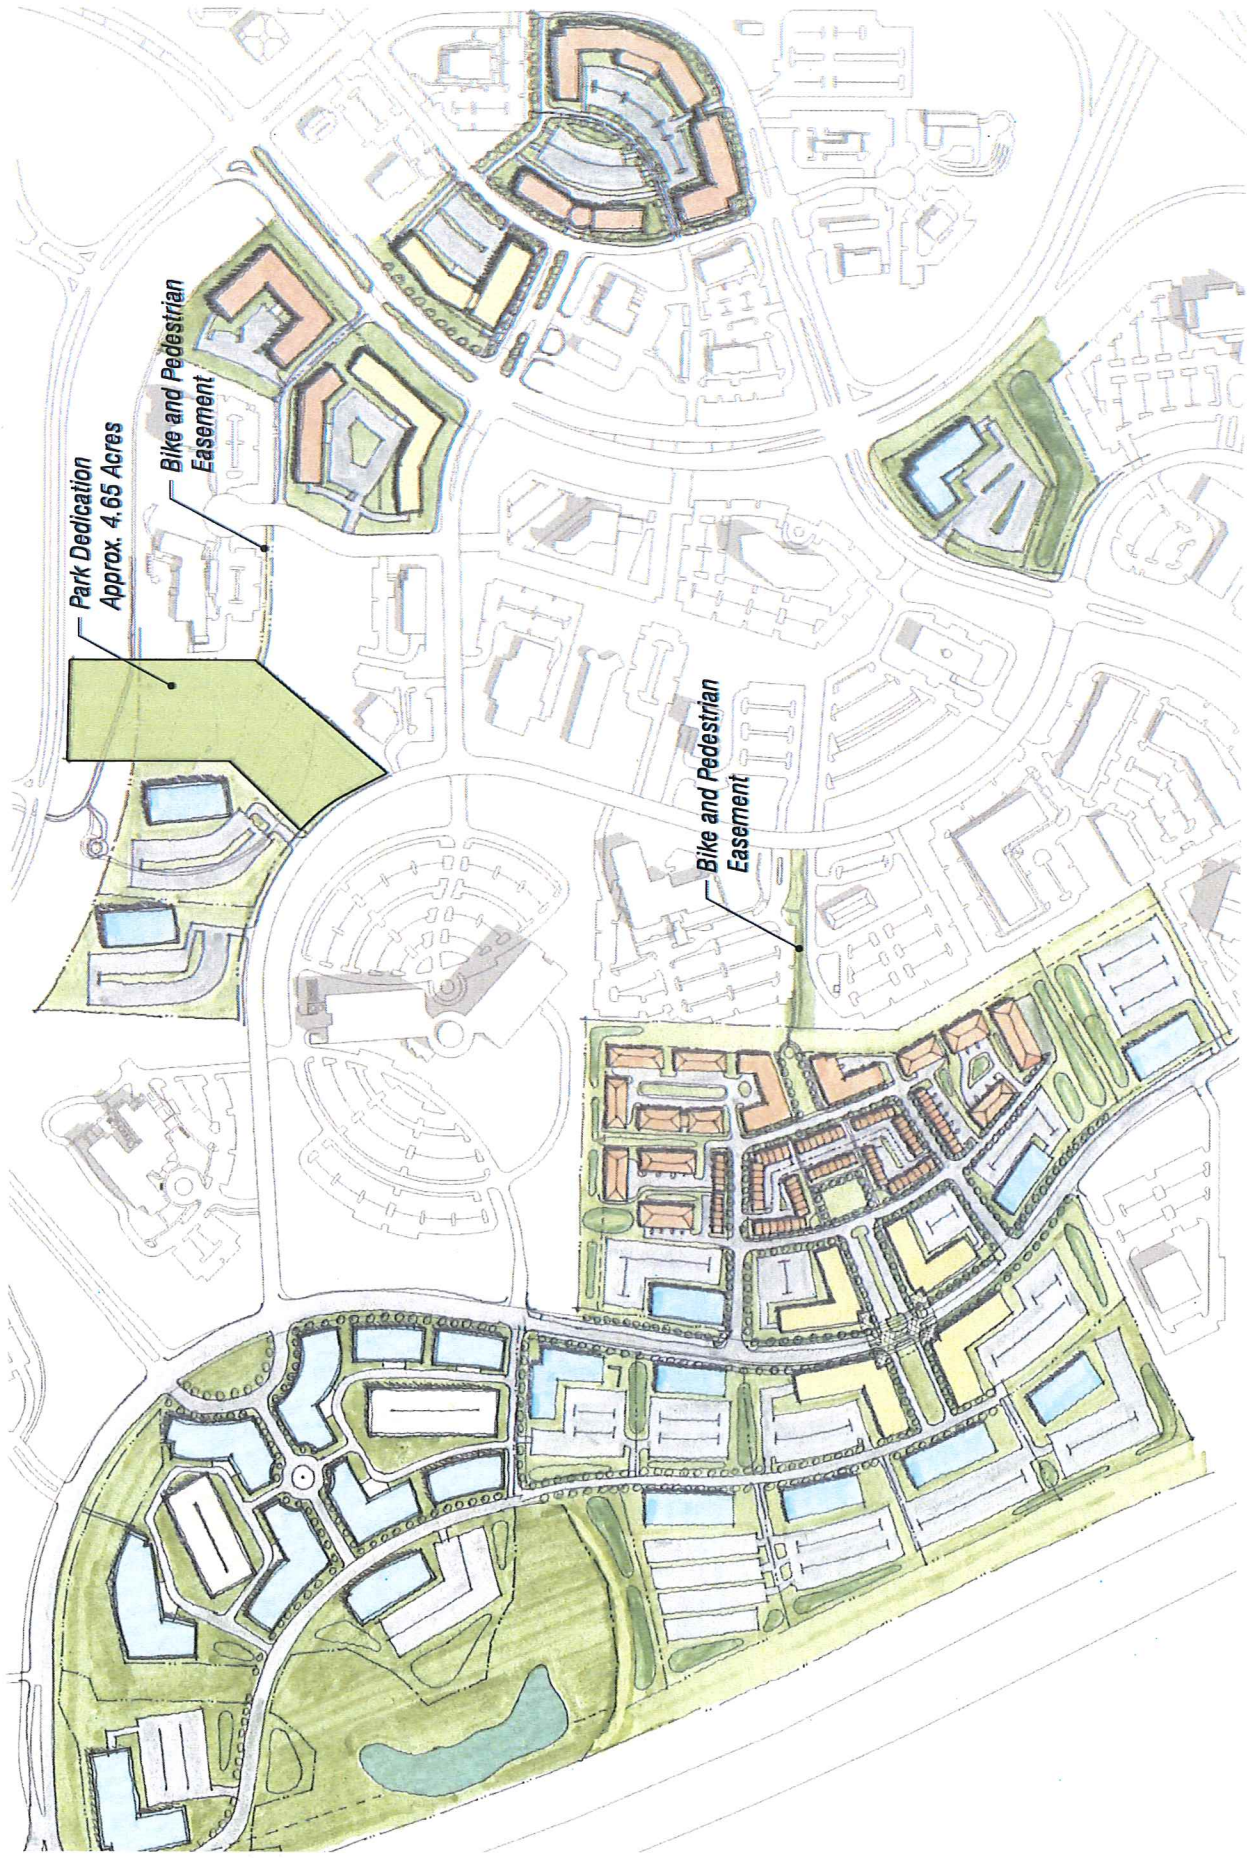 Park Dedication
Approx. 4.65 Acres
Bike and Pedestrian
Easement
Bike and Pedestrian
Easement